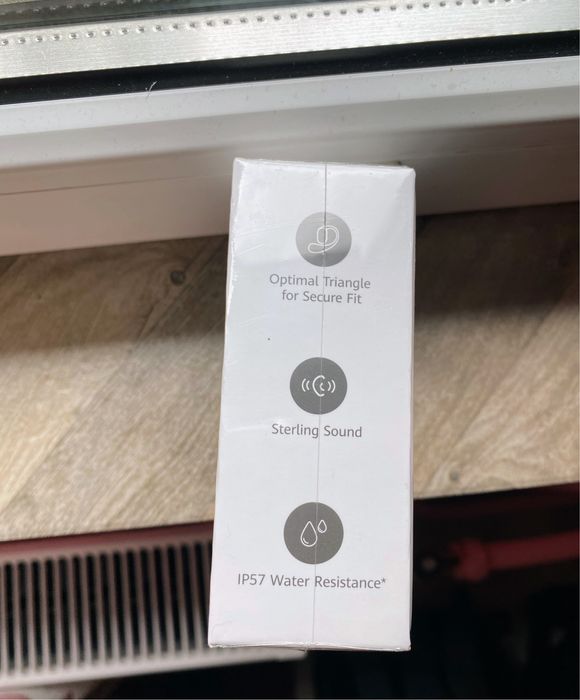 Optimal Triangle
for Secure Fit
Sterling Sound
IP57 Water Resistance*